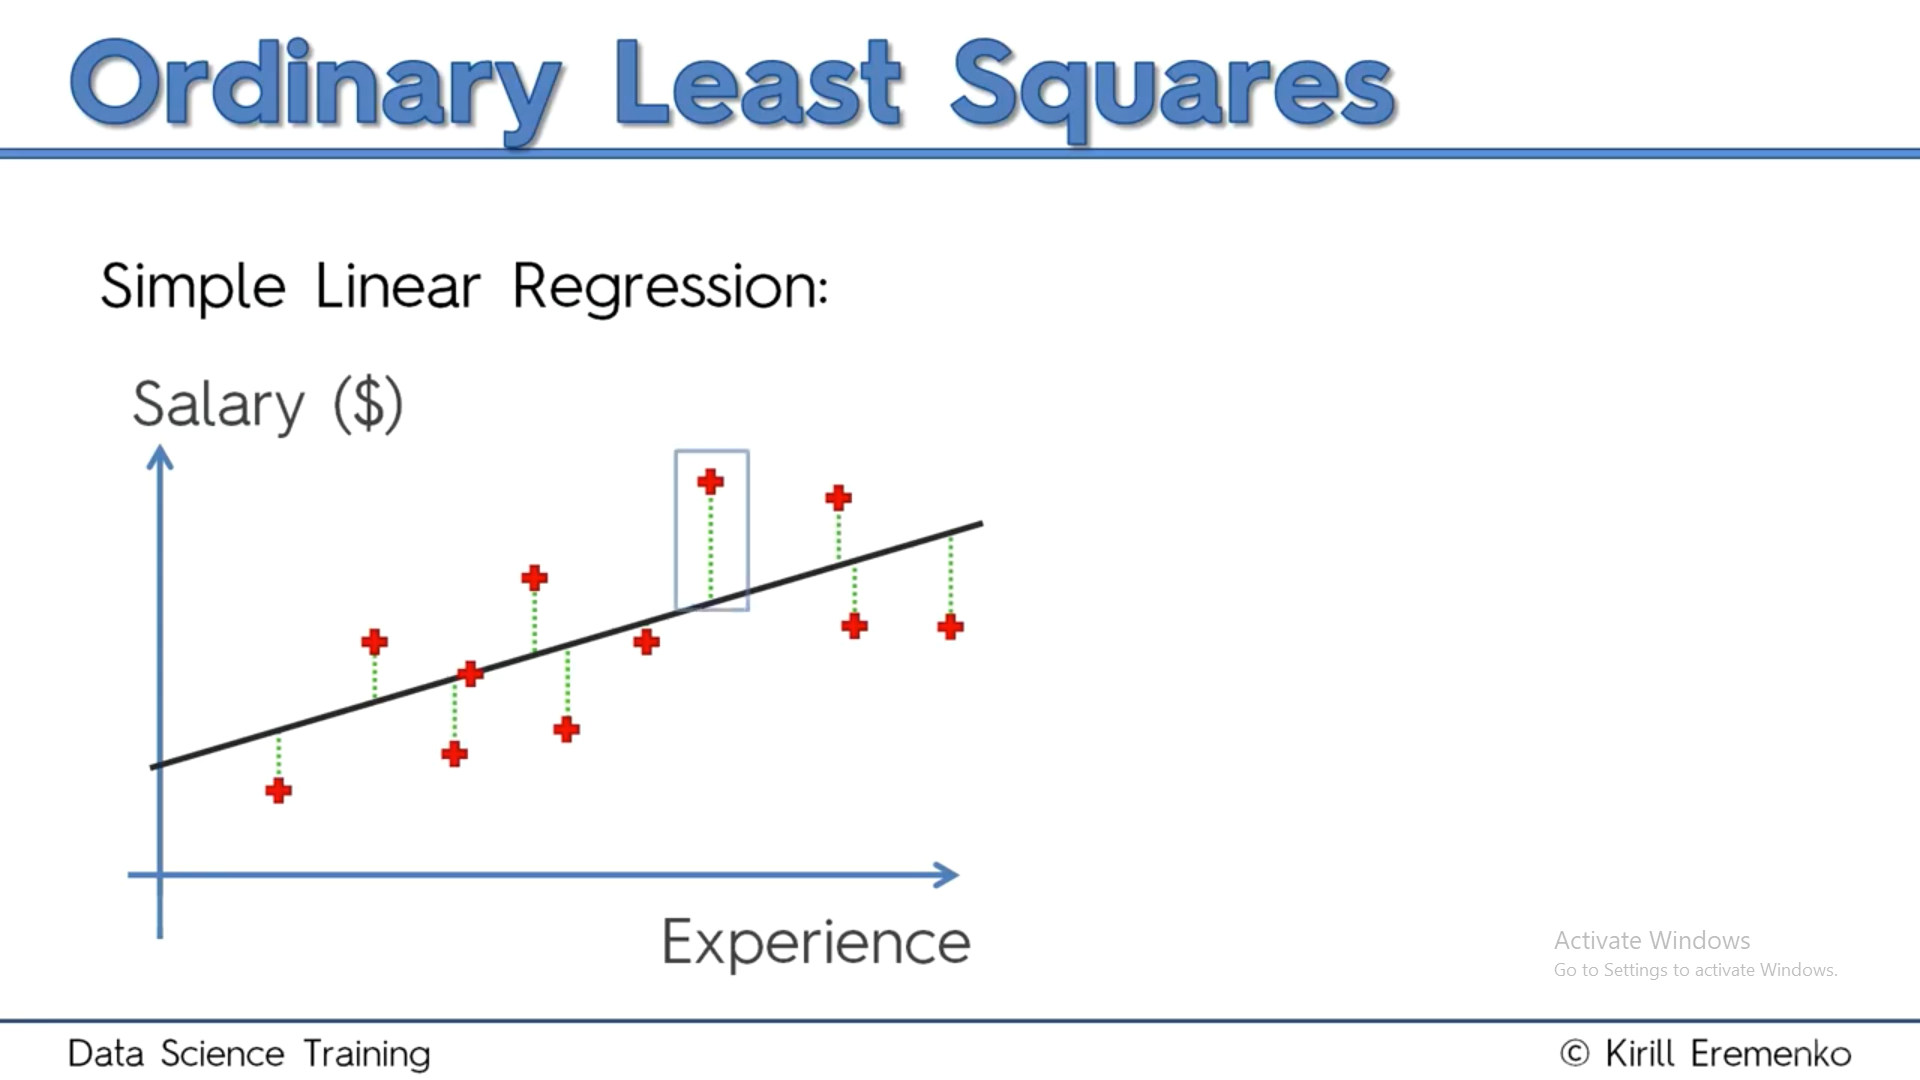 Ordinary Least Squares
Simple Linear Regression:
Salary ($)
Experience
Activate Windows
Go to Settings to activate Windows.
Data Science Training
© Kirill Eremenko